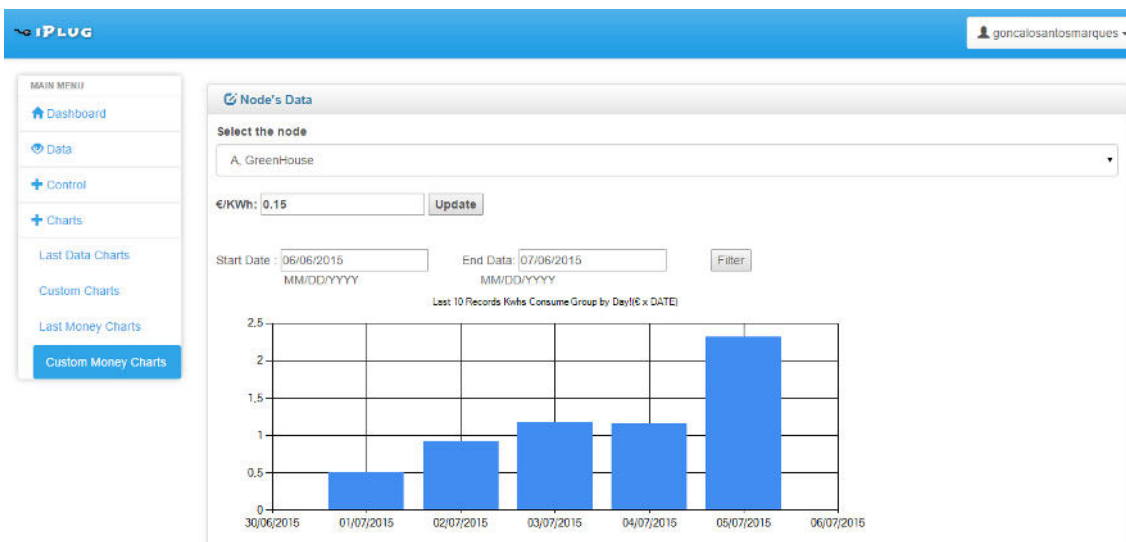 iPLUG
goncalosantosmarques
MAIN MENU
Dashboard
Data
Control
Charts
Last Data Charts
Custom Charts
Last Money Charts
Custom Money Charts
Node's Data
Select the node
A, GreenHouse
€/KWh: 0.15 Update
Start Date : 06/06/2015 End Data: 07/06/2015 Filter
MM/DD/YYYY MM/DD/YYYY
Last 10 Records Kwhs Consume Group by Day!(€ x DATE)
2.5
2
1.5
1
0.5
0
30/06/2015 01/07/2015 02/07/2015 03/07/2015 04/07/2015 05/07/2015 06/07/2015